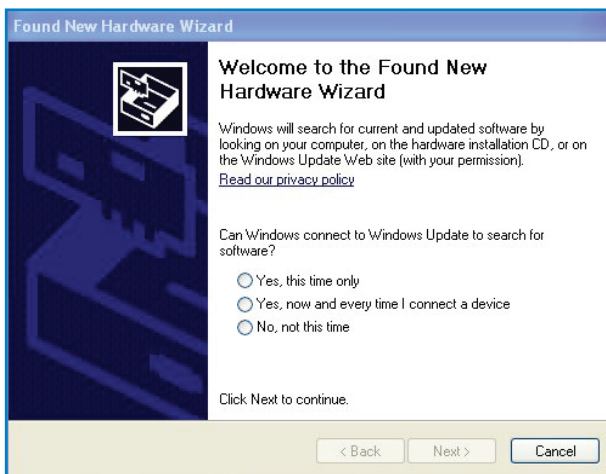 Found New Hardware Wizard
Welcome to the Found New
Hardware Wizard
Windows will search for current and updated software by
looking on your computer, on the hardware installation CD, or on
the Windows Update Web site (with your permission).
Read our privacy policy
Can Windows connect to Windows Update to search for
software?
Yes, this time only
Yes, now and every time I connect a device
No, not this time
Click Next to continue.
< Back
Next >
Cancel